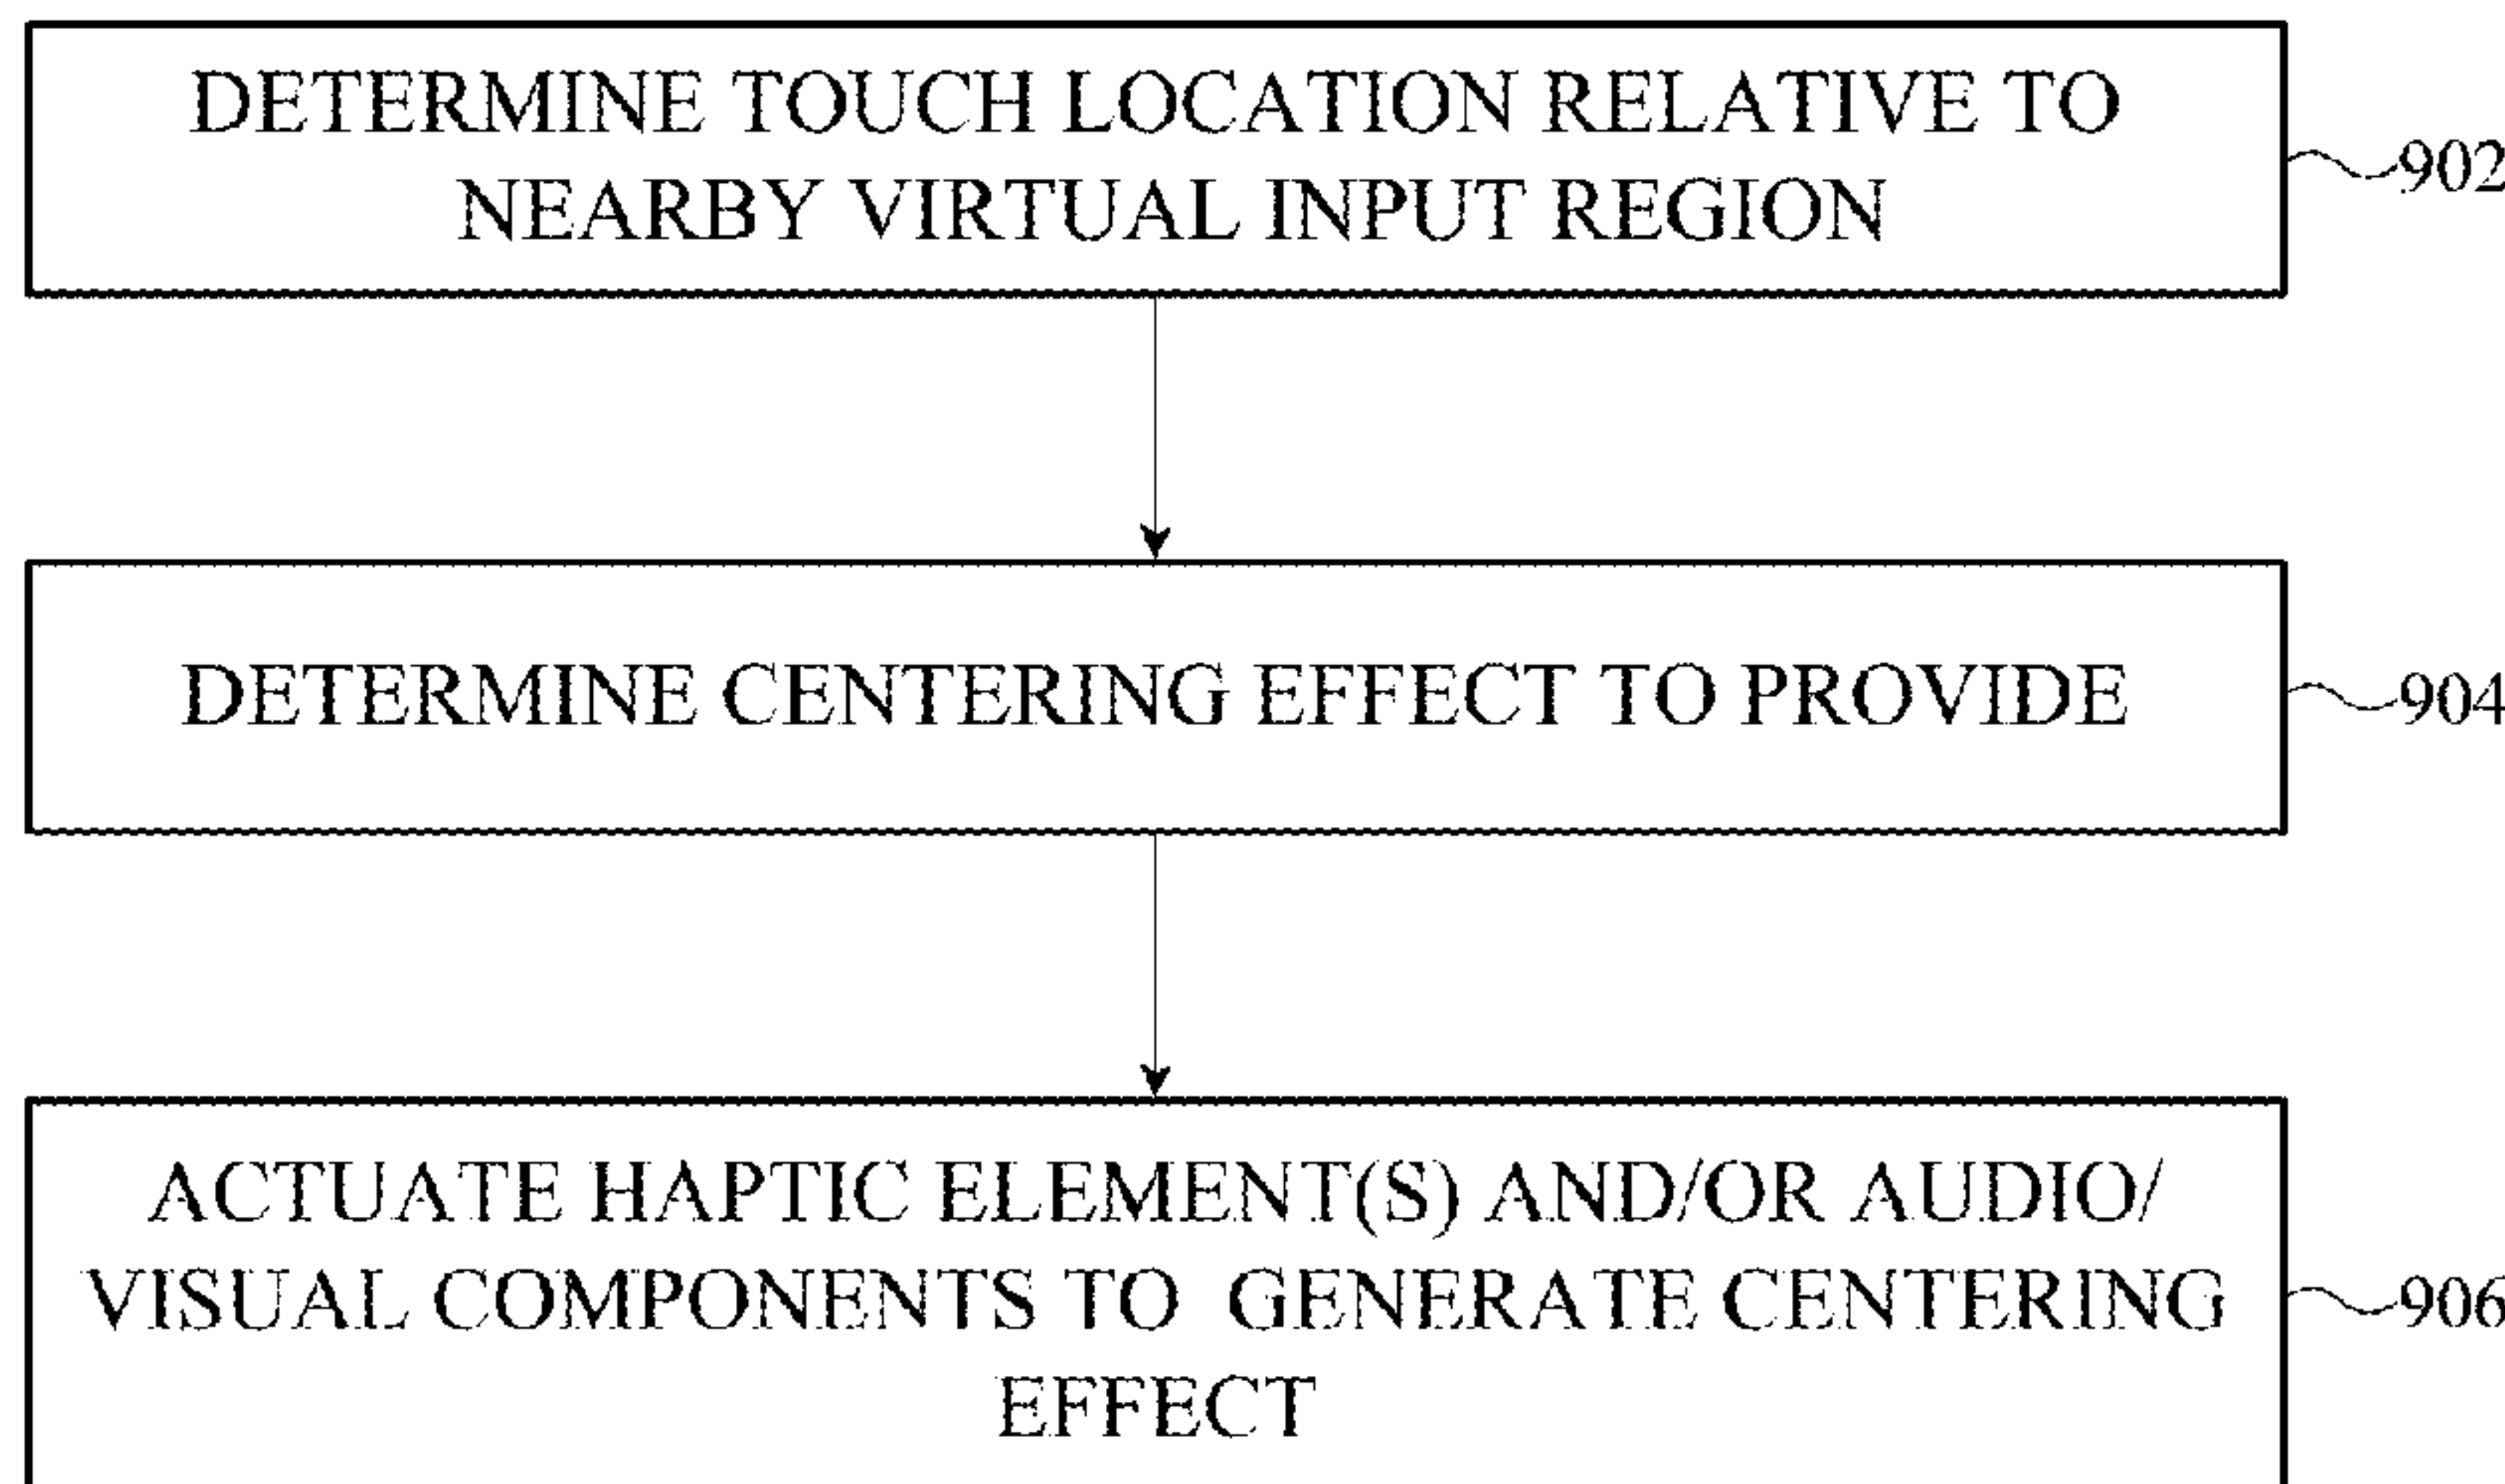 DETERMINE TOUCH LOCATION RELATIVE TO
NEARBY VIRTUAL INPUT REGION
902
DETERMINE CENTERING EFFECT TO PROVIDE
904
ACTUATE HAPTIC ELEMENT(S) AND/OR AUDIO/
VISUAL COMPONENTS TO GENERATE CENTERING
EFFECT
906